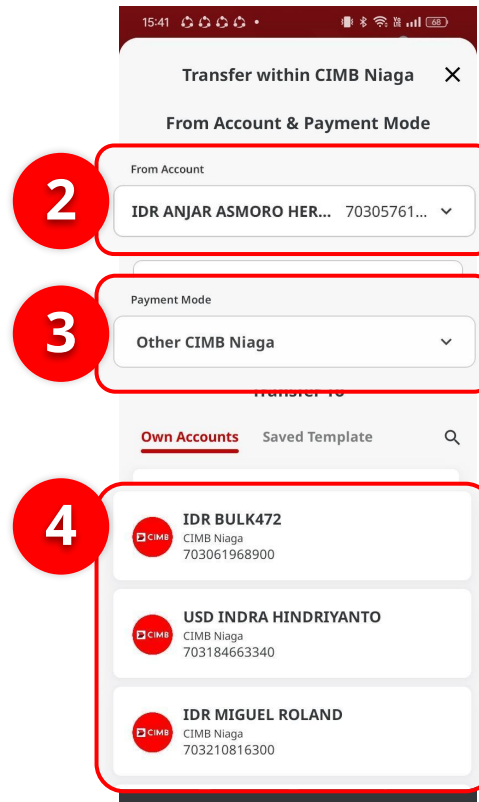 15:41
68
Transfer within CIMB Niaga
From Account & Payment Mode
2
From Account
IDR ANJAR ASMORO HER... 70305761...
3
Payment Mode
Other CIMB Niaga
Transfer To
Own Accounts Saved Template
4
IDR BULK472
CIMB
CIMB Niaga
703061968900
USD INDRA HINDRIYANTO
CIMB
CIMB Niaga
703184663340
IDR MIGUEL ROLAND
CIMB
CIMB Niaga
703210816300